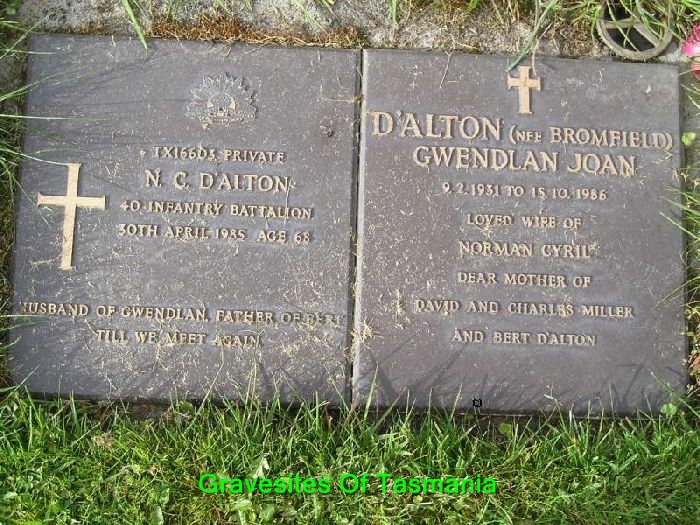 TX16603 PRIVATE
N. C. D'ALTON
40 INFANTRY BATTALION
30TH APRIL 1985 AGE 68
HUSBAND OF GWENDLAN, FATHER OF BERT
TILL WE MEET AGAIN
D'ALTON (NEE BROMFIELD)
GWENDLAN JOAN
9.2.1931 TO 15.10.1986
LOVED WIFE OF
NORMAN CYRIL
DEAR MOTHER OF
DAVID AND CHARLES MILLER
AND BERT D'ALTON
Gravesites Of Tasmania